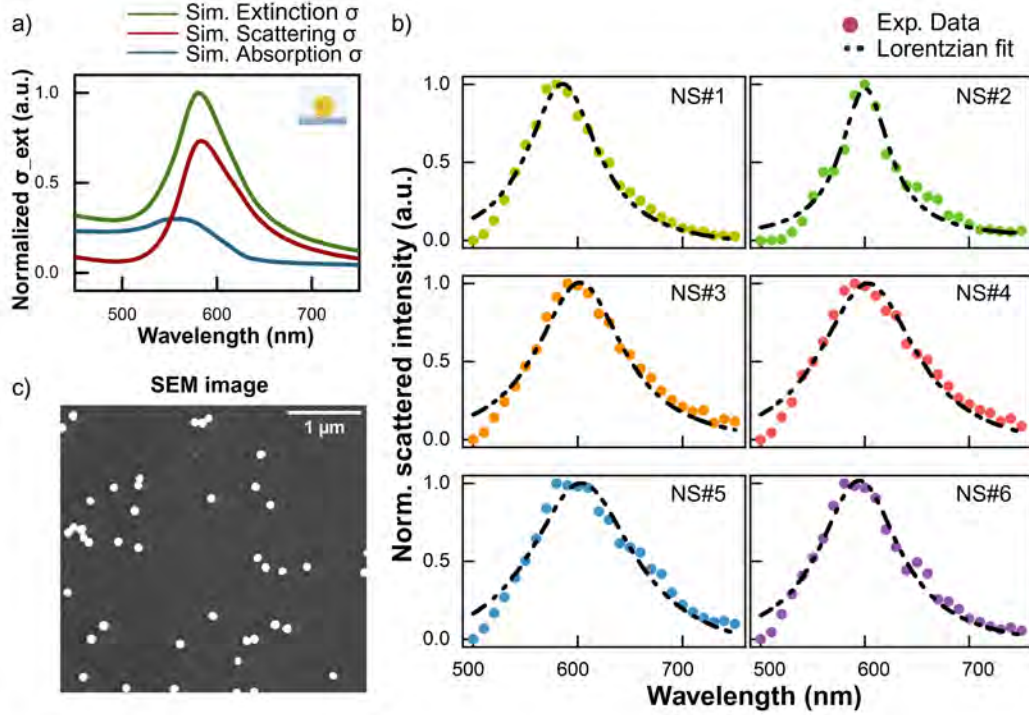 a)
Sim. Extinction σ
Sim. Scattering σ
Sim. Absorption σ
Normalized σ_ext (a.u.)
1.0
0.5
0.0
500 600 700
Wavelength (nm)
b)
Exp. Data
Lorentzian fit
Norm. scattered intensity (a.u.)
1.0
0.5
0.0
NS#1
NS#2
1.0
0.5
0.0
NS#3
NS#4
1.0
0.5
0.0
NS#5
NS#6
500 600 700 500 600 700
Wavelength (nm)
c)
SEM image
1 µm